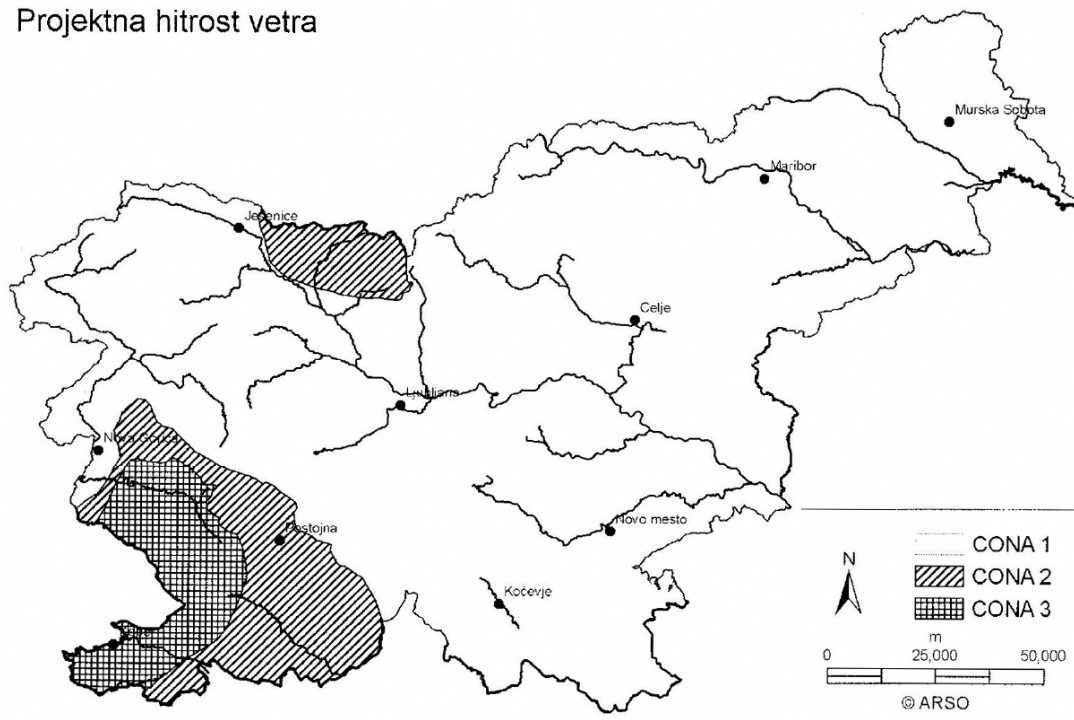 Projektna hitrost vetra
Murska Sobota
Maribor
Jesenice
Celje
Ljubljana
Nova Gorica
Postojna
Novo mesto
Kočevje
N
CONA 1
CONA 2
CONA 3
m
0 25,000 50,000
© ARSO